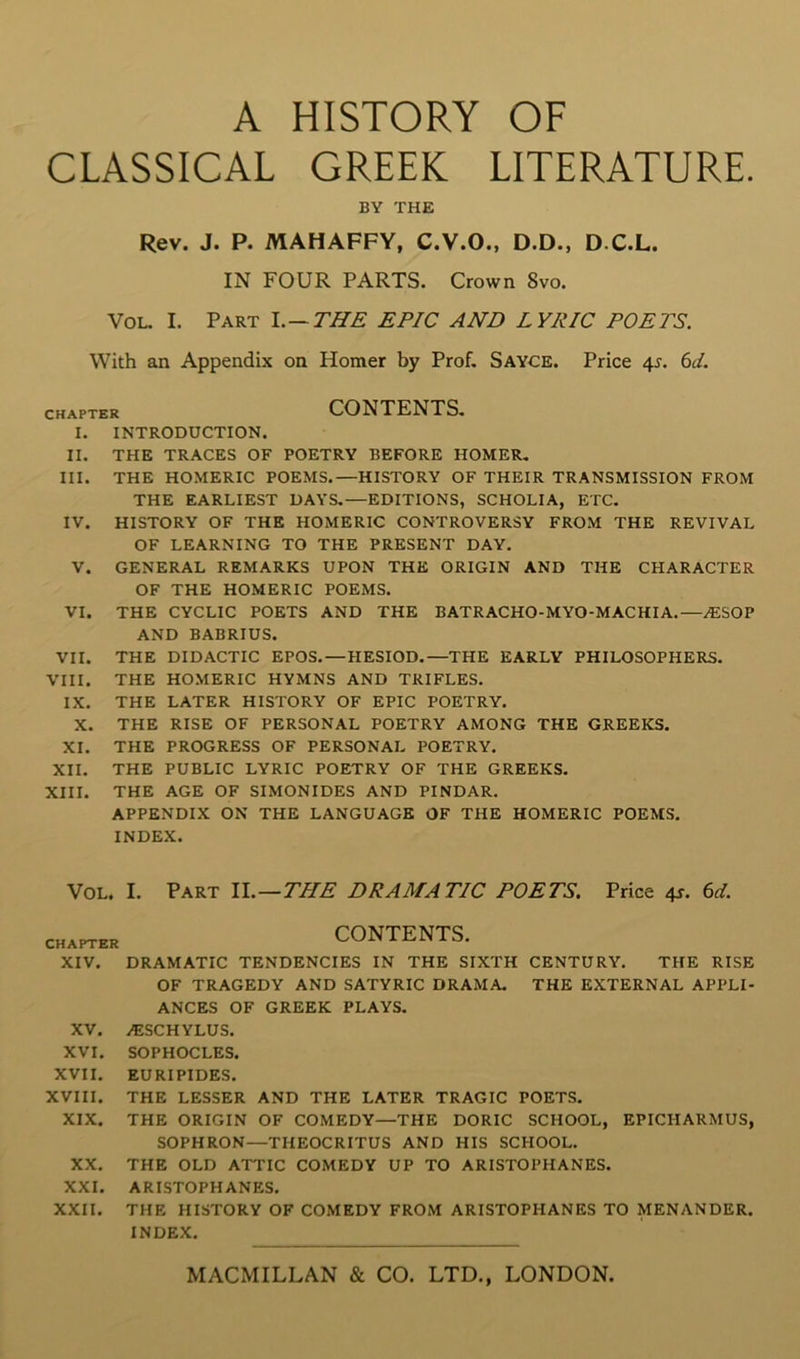 A HISTORY OF
CLASSICAL GREEK LITERATURE.
BY THE
Rev. J. P. MAHAFFY, C.V.O., D.D., D.C.L.
IN FOUR PARTS. Crown 8vo.
VOL. I. PART I.—THE EPIC AND LYRIC POETS.
With an Appendix on Homer by Prof. SAYCE. Price 4s. 6d.
CHAPTER CONTENTS.
I. INTRODUCTION.
II. THE TRACES OF POETRY BEFORE HOMER.
III. THE HOMERIC POEMS.—HISTORY OF THEIR TRANSMISSION FROM
THE EARLIEST DAYS.—EDITIONS, SCHOLIA, ETC.
IV. HISTORY OF THE HOMERIC CONTROVERSY FROM THE REVIVAL
OF LEARNING TO THE PRESENT DAY.
V. GENERAL REMARKS UPON THE ORIGIN AND THE CHARACTER
OF THE HOMERIC POEMS.
VI. THE CYCLIC POETS AND THE BATRACHO-MYO-MACHIA.—ÆSOP
AND BABRIUS.
VII. THE DIDACTIC EPOS.—HESIOD.—THE EARLY PHILOSOPHERS.
VIII. THE HOMERIC HYMNS AND TRIFLES.
IX. THE LATER HISTORY OF EPIC POETRY.
X. THE RISE OF PERSONAL POETRY AMONG THE GREEKS.
XI. THE PROGRESS OF PERSONAL POETRY.
XII. THE PUBLIC LYRIC POETRY OF THE GREEKS.
XIII. THE AGE OF SIMONIDES AND PINDAR.
APPENDIX ON THE LANGUAGE OF THE HOMERIC POEMS.
INDEX.
VOL. I. PART II.—THE DRAMATIC POETS. Price 4s. 6d.
CHAPTER CONTENTS.
XIV. DRAMATIC TENDENCIES IN THE SIXTH CENTURY. THE RISE
OF TRAGEDY AND SATYRIC DRAMA. THE EXTERNAL APPLI-
ANCES OF GREEK PLAYS.
XV. ÆSCHYLUS.
XVI. SOPHOCLES.
XVII. EURIPIDES.
XVIII. THE LESSER AND THE LATER TRAGIC POETS.
XIX. THE ORIGIN OF COMEDY—THE DORIC SCHOOL, EPICHARMUS,
SOPHRON—THEOCRITUS AND HIS SCHOOL.
XX. THE OLD ATTIC COMEDY UP TO ARISTOPHANES.
XXI. ARISTOPHANES.
XXII. THE HISTORY OF COMEDY FROM ARISTOPHANES TO MENANDER.
INDEX.
MACMILLAN & CO. LTD., LONDON.